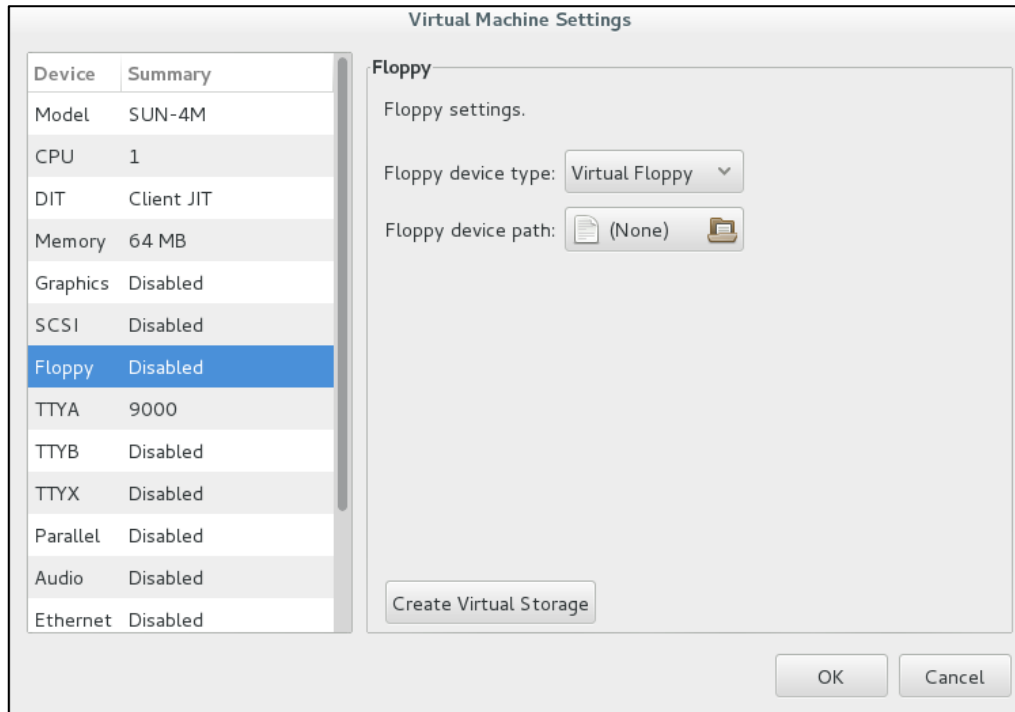 Virtual Machine Settings
Device Summary
Model SUN-4M
CPU 1
DIT Client JIT
Memory 64 MB
Graphics Disabled
SCSI Disabled
Floppy Disabled
TTYA 9000
TTYB Disabled
TTYX Disabled
Parallel Disabled
Audio Disabled
Ethernet Disabled
Floppy
Floppy settings.
Floppy device type: Virtual Floppy
Floppy device path: (None)
Create Virtual Storage
OK Cancel